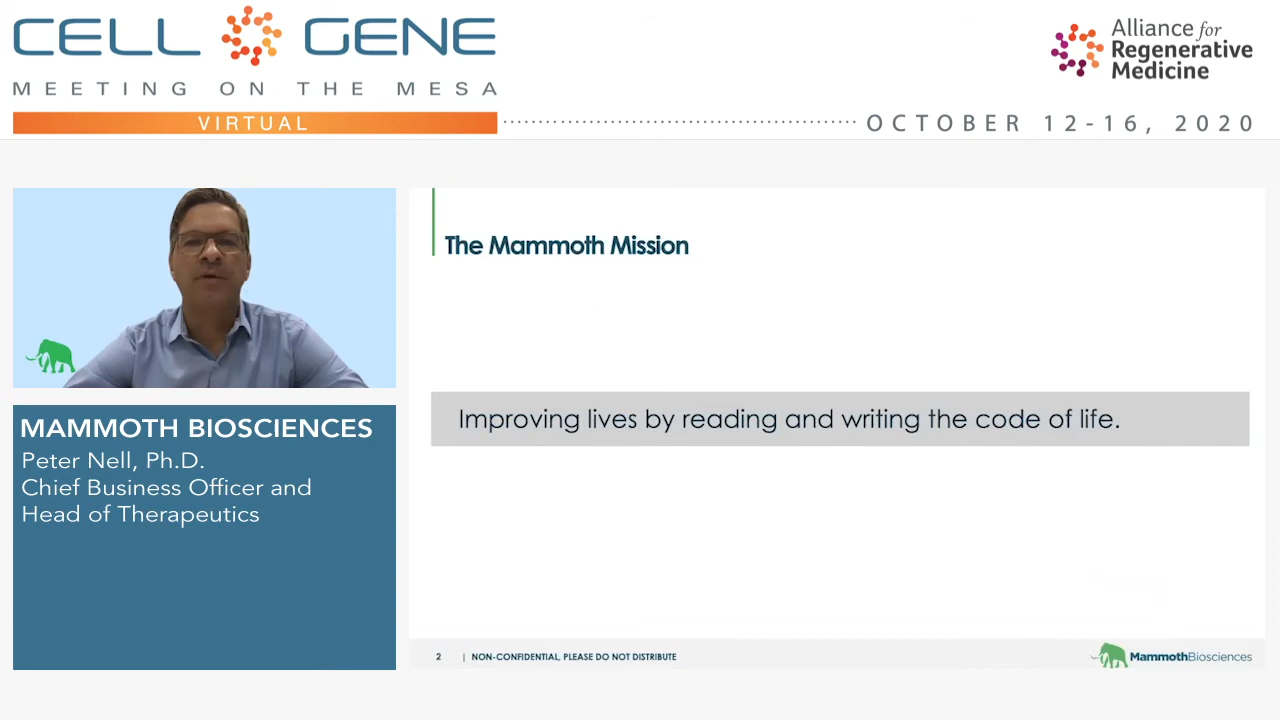 CELL GENE
MEETING ON THE MESA
VIRTUAL
Alliance for
Regenerative
Medicine
OCTOBER 12-16, 2020
The Mammoth Mission
Improving lives by reading and writing the code of life.
MAMMOTH BIOSCIENCES
Peter Nell, Ph.D.
Chief Business Officer and
Head of Therapeutics
2 | NON-CONFIDENTIAL, PLEASE DO NOT DISTRIBUTE
MammothBiosciences